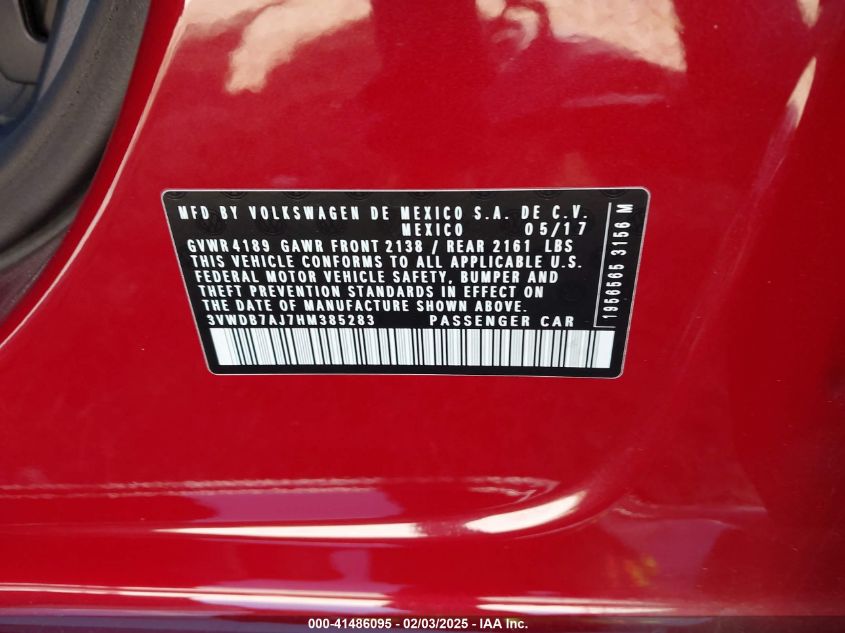 MFD BY VOLKSWAGEN DE MEXICO S.A. DE C.V.
MEXICO 05/17
GVWR 4189 GAWR FRONT 2138 / REAR 2161 LBS
THIS VEHICLE CONFORMS TO ALL APPLICABLE U.S.
FEDERAL MOTOR VEHICLE SAFETY, BUMPER AND
THEFT PREVENTION STANDARDS IN EFFECT ON
THE DATE OF MANUFACTURE SHOWN ABOVE.
3VWDB7AJ7HM385283 PASSENGER CAR
1956565 3156 M
000-41486095 - 02/03/2025 - IAA Inc.